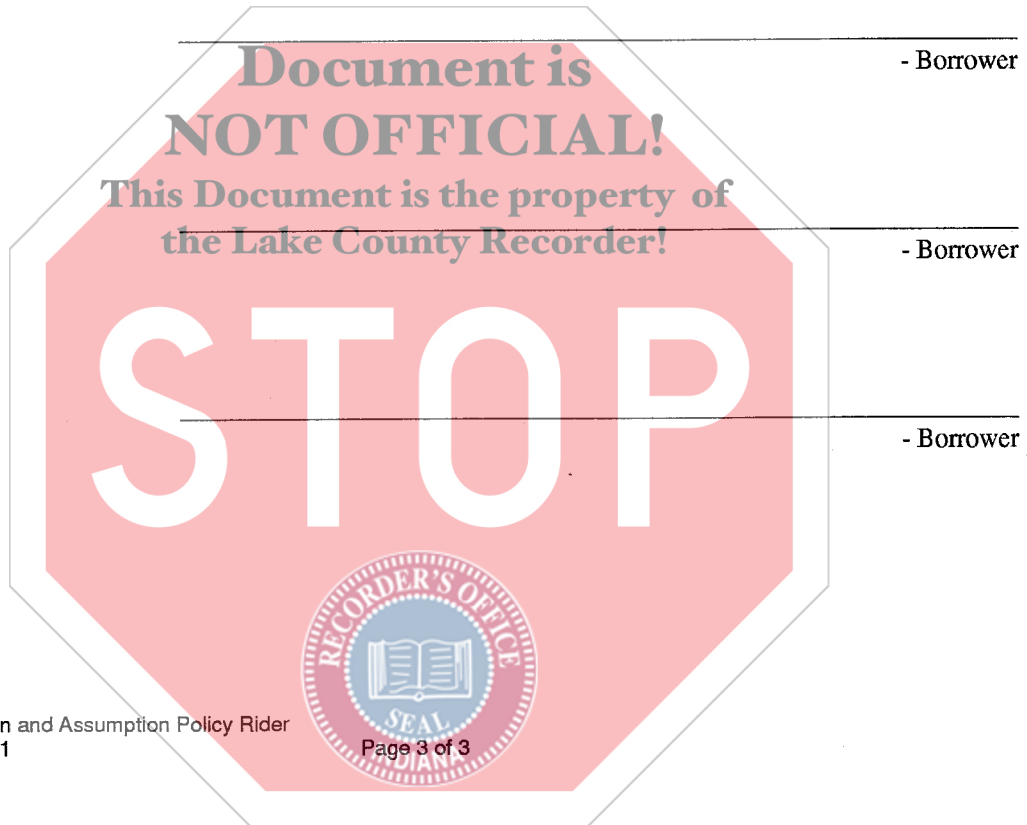 Document is
- Borrower
NOT OFFICIAL!
This Document is the property of
the Lake County Recorder!
- Borrower
STOP
- Borrower
RECORDER'S OFFICE
SEAL
INDIANA
n and Assumption Policy Rider
1
Page 3 of 3